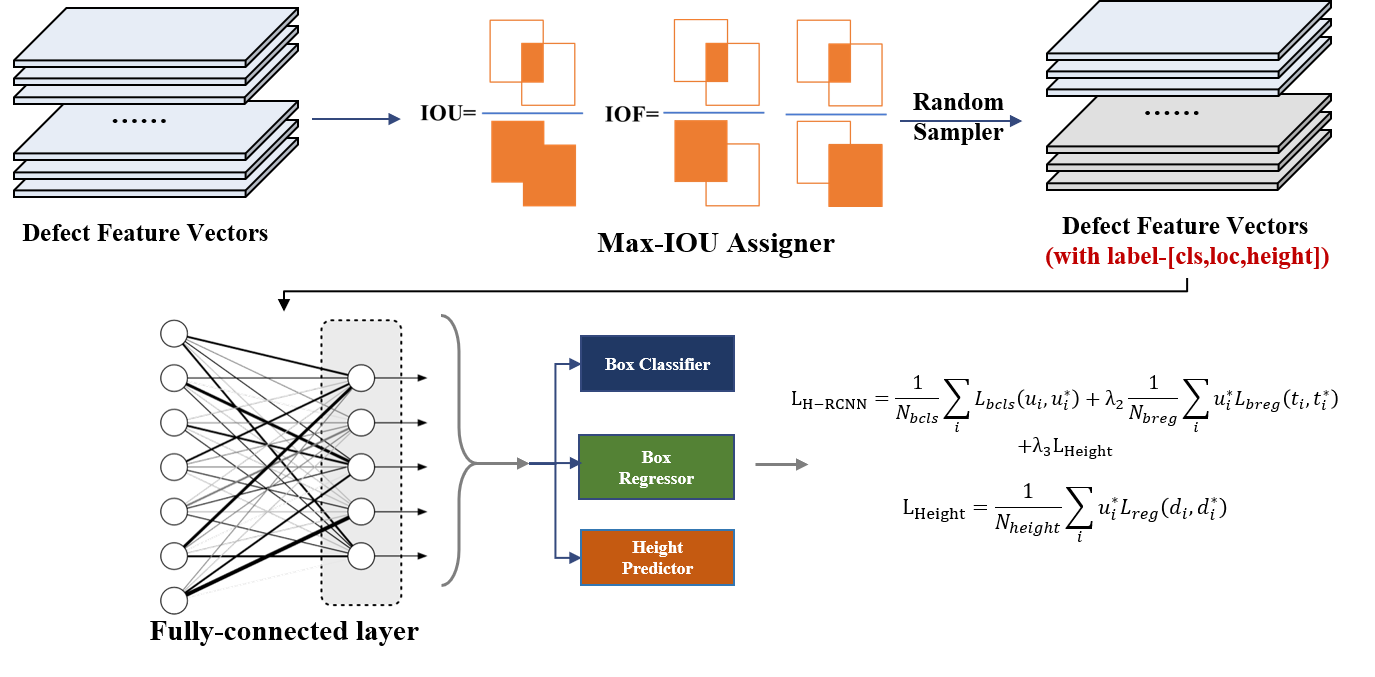 ......
Defect Feature Vectors
IOU=
IOF=
Max-IOU Assigner
Random
Sampler
......
Defect Feature Vectors
(with label-[cls,loc,height])
Fully-connected layer
Box Classifier
Box
Regressor
Height
Predictor
L_{H−RCNN} = \frac{1}{N_{bcls}} \sum_i L_{bcls}(u_i, u_i^*) + λ_2 \frac{1}{N_{breg}} \sum_i u_i^* L_{breg}(t_i, t_i^*)
+λ_3 L_{Height}
L_{Height} = \frac{1}{N_{height}} \sum_i u_i^* L_{reg}(d_i, d_i^*)